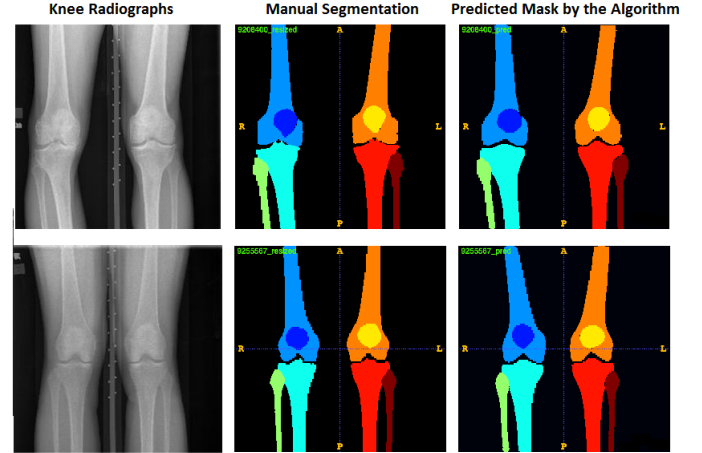 Knee Radiographs
Manual Segmentation
Predicted Mask by the Algorithm
9208400_resized
A
R
L
P
9208400_pred
A
R
L
P
9255567_resized
A
R
L
P
9255567_pred
A
R
L
P